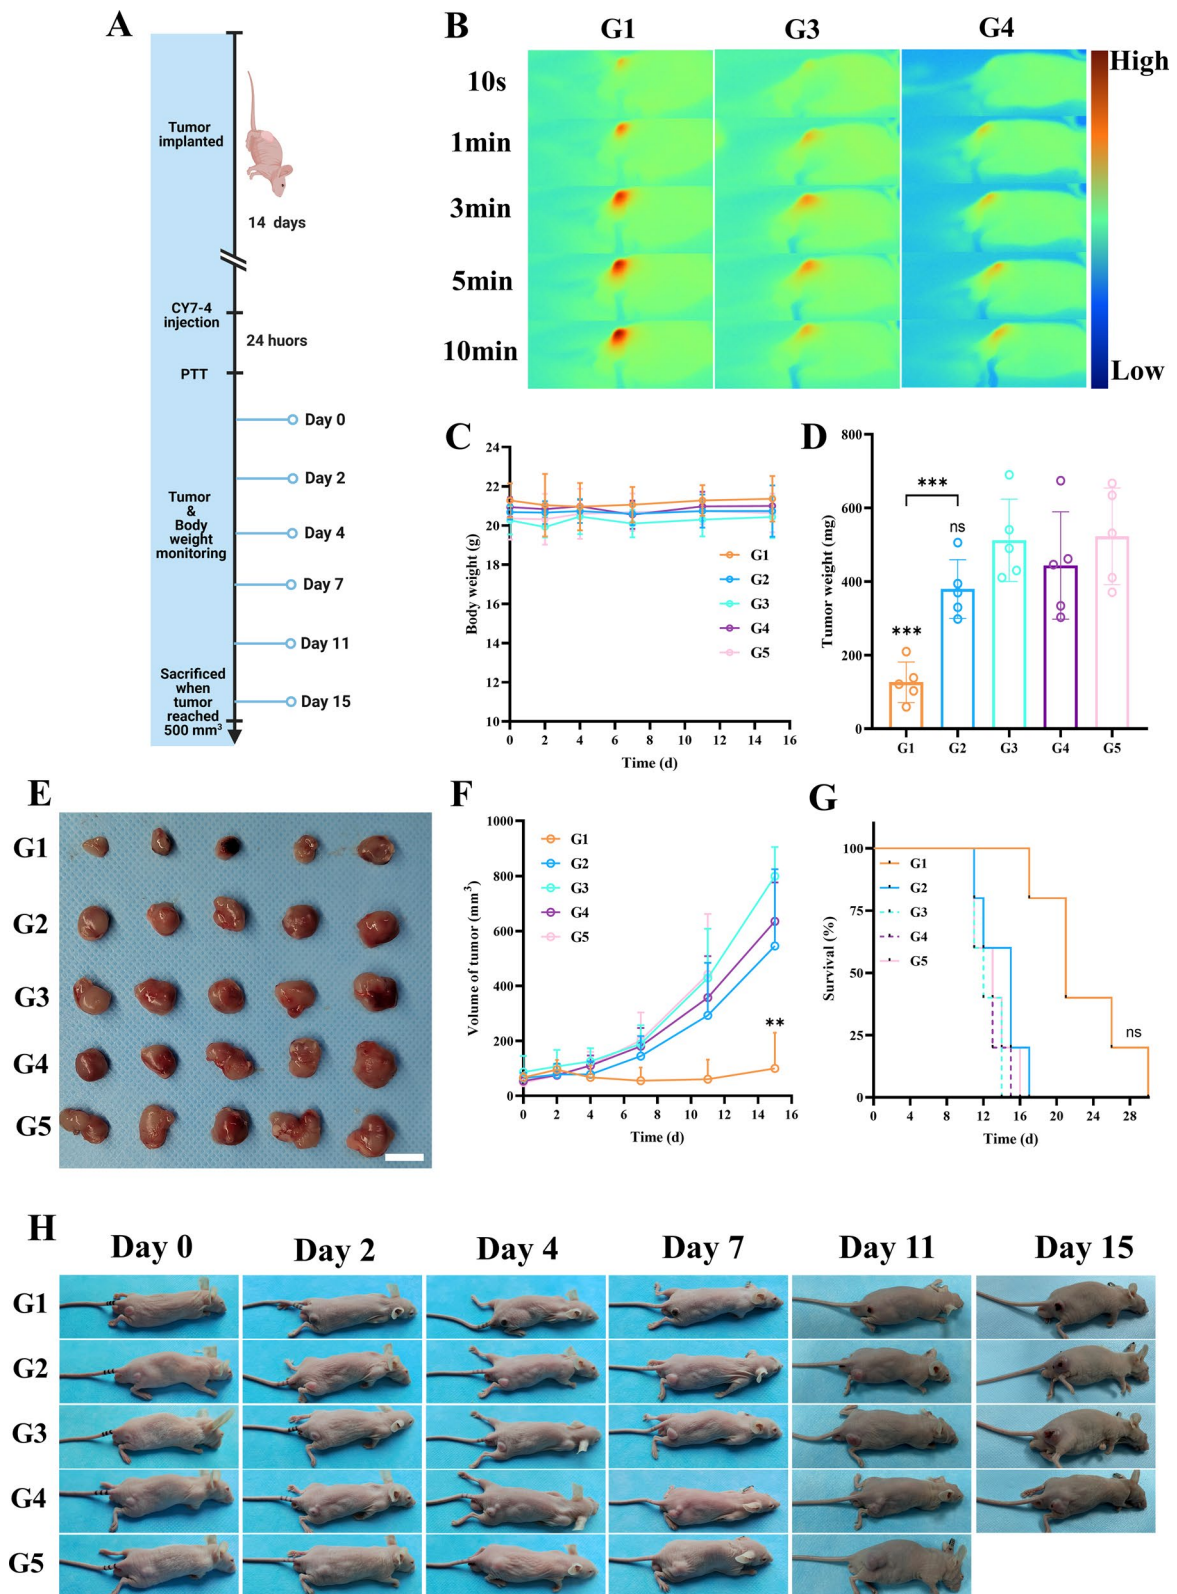 A
Tumor
implanted
14 days
CY7-4
injection
24 huors
PTT
Day 0
Day 2
Tumor
& 
Body
weight
monitoring
Day 4
Day 7
Day 11
Sacrificed
when
tumor
reached
500 mm³
Day 15
B
G1
G3
G4
10s
1min
3min
5min
10min
High
Low
C
24
22
20
18
16
14
12
10
Body weight (g)
G1
G2
G3
G4
G5
0
2
4
6
8
10
12
14
16
Time (d)
D
800
600
400
200
0
Tumor weight (mg)
***
***
ns
G1
G2
G3
G4
G5
E
G1
G2
G3
G4
G5
F
1000
800
600
400
200
0
Volume of tumor (mm³)
G1
G2
G3
G4
G5
**
0
2
4
6
8
10
12
14
16
Time (d)
G
100
75
50
25
0
Survival (%)
G1
G2
G3
G4
G5
ns
0
4
8
12
16
20
24
28
Time (d)
H
Day 0
Day 2
Day 4
Day 7
Day 11
Day 15
G1
G2
G3
G4
G5